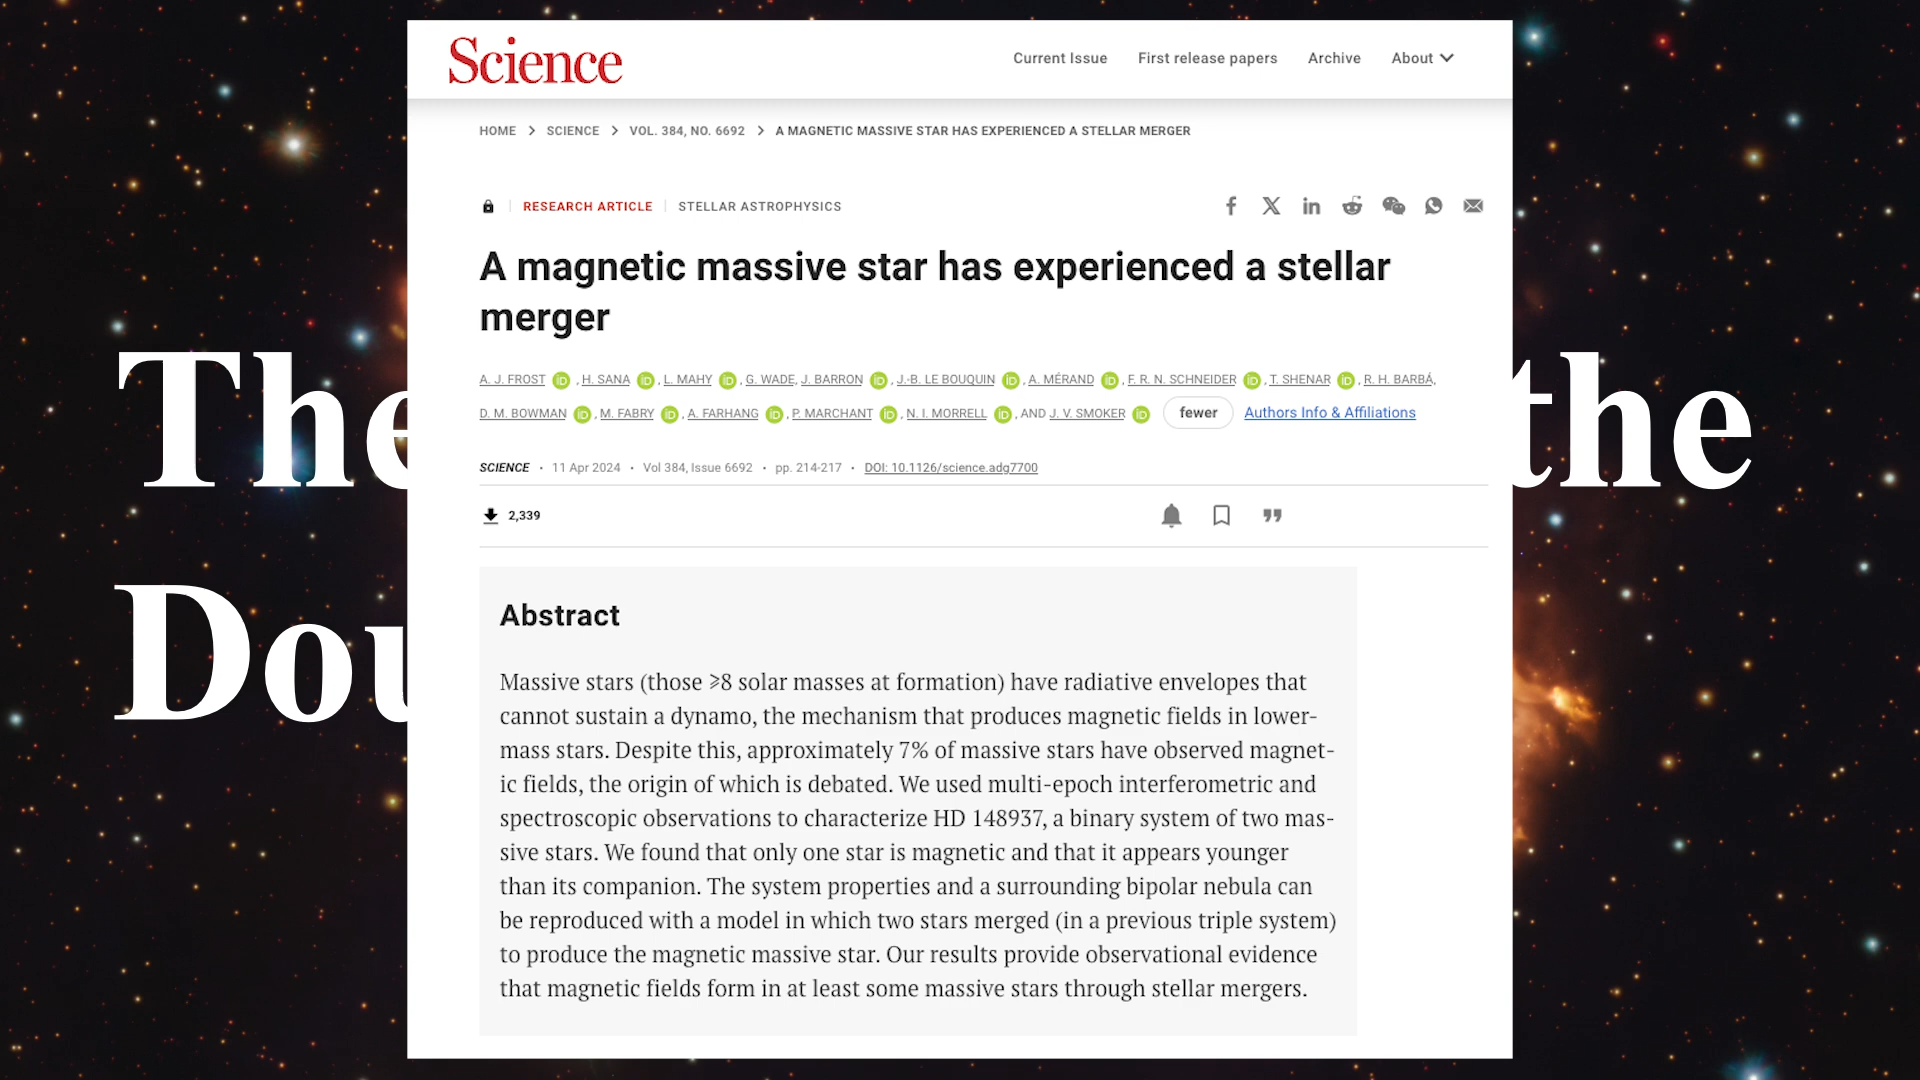 Science
Current Issue First release papers Archive About
HOME > SCIENCE > VOL. 384, NO. 6692 > A MAGNETIC MASSIVE STAR HAS EXPERIENCED A STELLAR MERGER
RESEARCH ARTICLE | STELLAR ASTROPHYSICS
A magnetic massive star has experienced a stellar
merger
A. J. FROST, H. SANA, L. MAHY, G. WADE, J. BARRON, J.-B. LE BOUQUIN, A. MÉRAND, F. R. N. SCHNEIDER, T. SHENAR, R. H. BARBÁ,
D. M. BOWMAN, M. FABRY, A. FARHANG, P. MARCHANT, N. I. MORRELL, AND J. V. SMOKER fewer Authors Info & Affiliations
SCIENCE • 11 Apr 2024 • Vol 384, Issue 6692 • pp. 214-217 • DOI: 10.1126/science.adg7700
2,339
Abstract
Massive stars (those ⩾8 solar masses at formation) have radiative envelopes that
cannot sustain a dynamo, the mechanism that produces magnetic fields in lower-
mass stars. Despite this, approximately 7% of massive stars have observed magnet-
ic fields, the origin of which is debated. We used multi-epoch interferometric and
spectroscopic observations to characterize HD 148937, a binary system of two mas-
sive stars. We found that only one star is magnetic and that it appears younger
than its companion. The system properties and a surrounding bipolar nebula can
be reproduced with a model in which two stars merged (in a previous triple system)
to produce the magnetic massive star. Our results provide observational evidence
that magnetic fields form in at least some massive stars through stellar mergers.
The the